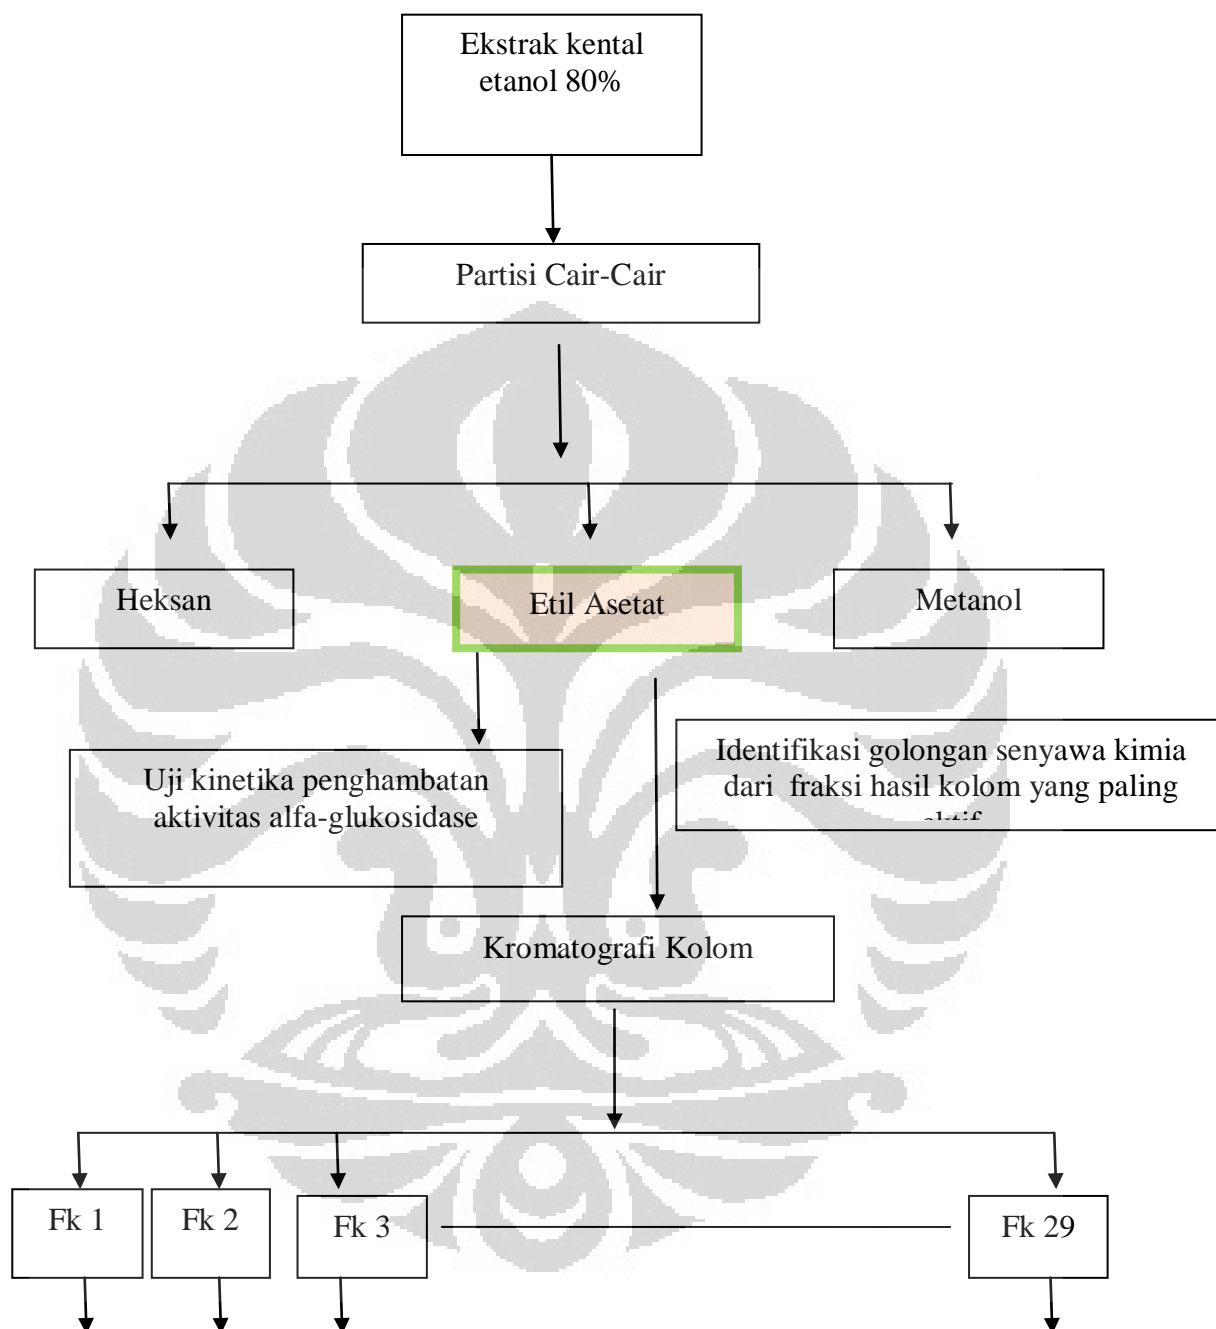 Ekstrak kental
etanol 80%
Partisi Cair-Cair
Heksan
Etil Asetat
Metanol
Identifikasi golongan senyawa kimia
dari fraksi hasil kolom yang paling
aktif
Uji kinetika penghambatan
aktivitas alfa-glukosidase
Kromatografi Kolom
Fk 1
Fk 2
Fk 3
Fk 29